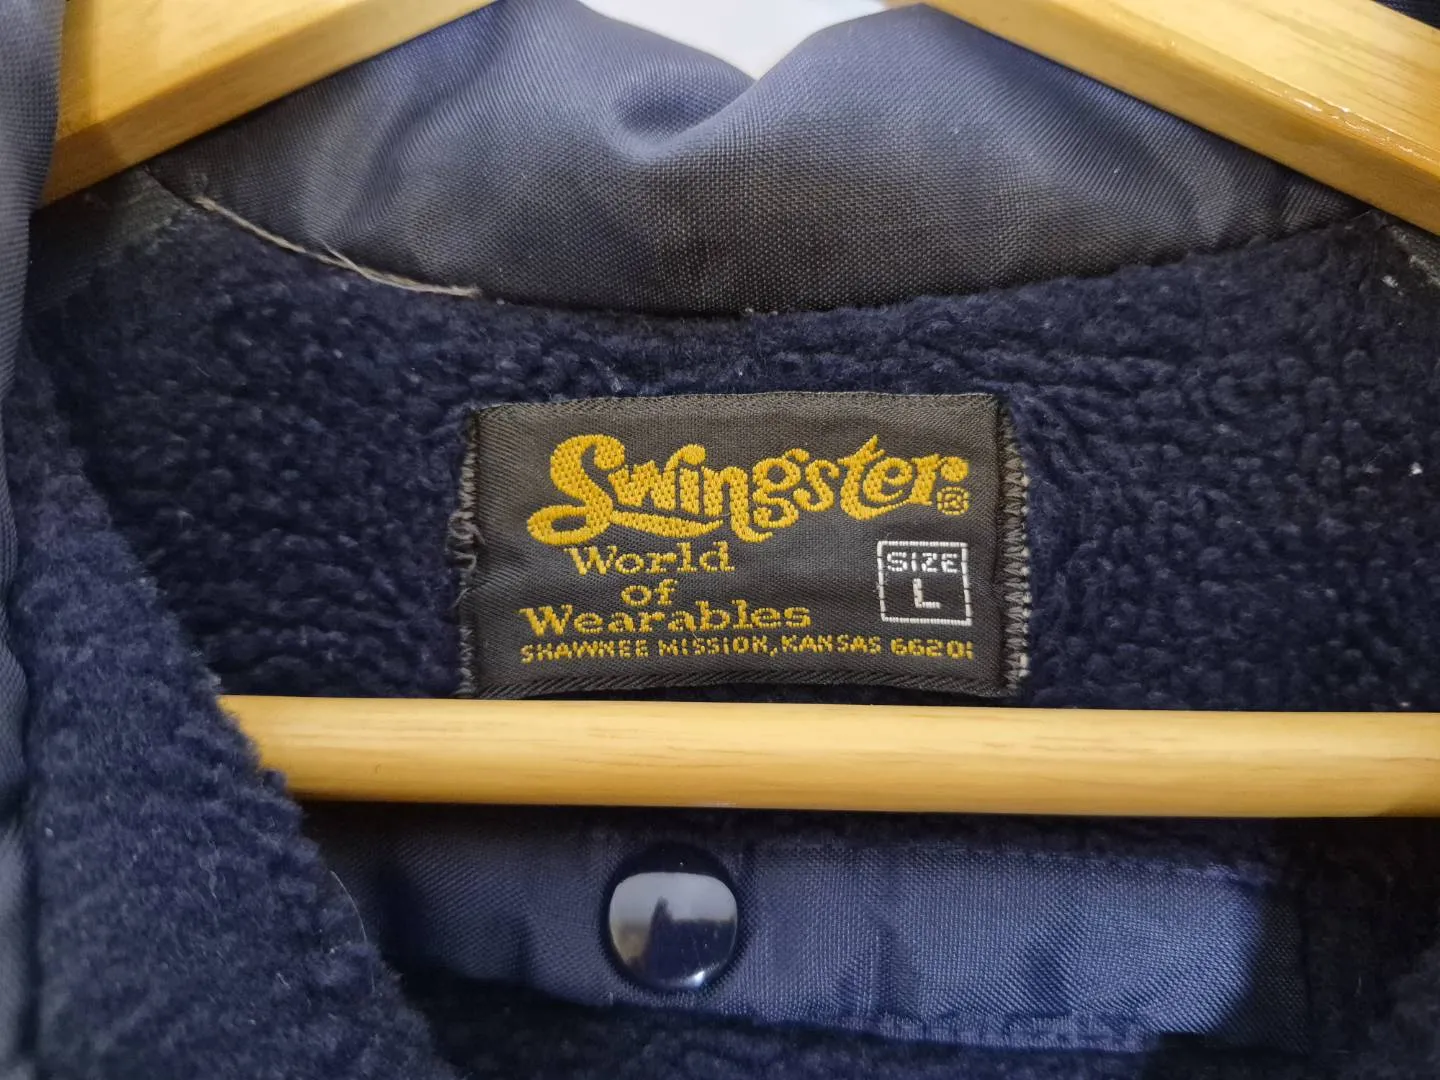 Swingster®
World
of
Wearables
SIZE
L
SHAWNEE MISSION, KANSAS 66201